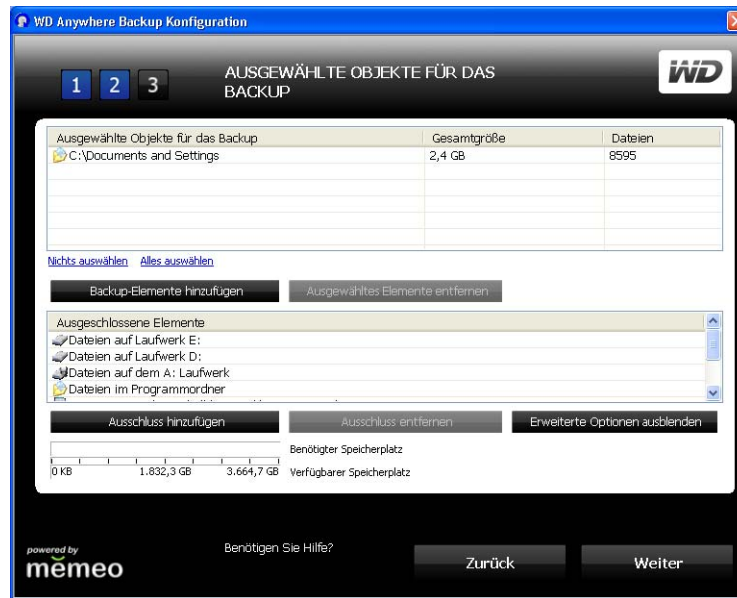 WD Anywhere Backup Konfiguration
1 2 3
AUSGEWÄHLTE OBJEKTE FÜR DAS
BACKUP
WD
Ausgewählte Objekte für das Backup Gesamtgröße Dateien
C:\Documents and Settings 2,4 GB 8595
Nichts auswählen Alles auswählen
Backup-Elemente hinzufügen Ausgewähltes Elemente entfernen
Ausgeschlossene Elemente
Dateien auf Laufwerk E:
Dateien auf Laufwerk D:
Dateien auf dem A: Laufwerk
Dateien im Programmordner
Ausschluss hinzufügen Ausschluss entfernen Erweiterte Optionen ausblenden
Benötigter Speicherplatz
0 KB 1.832,3 GB 3.664,7 GB Verfügbarer Speicherplatz
powered by
memeo
Benötigen Sie Hilfe?
Zurück Weiter